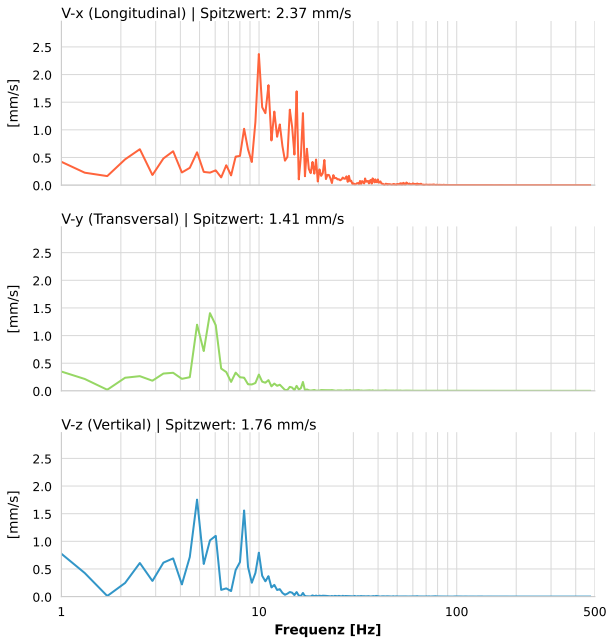 V-x (Longitudinal) | Spitzwert: 2.37 mm/s
2.5
2.0
1.5
1.0
0.5
0.0
[mm/s]
V-y (Transversal) | Spitzwert: 1.41 mm/s
2.5
2.0
1.5
1.0
0.5
0.0
[mm/s]
V-z (Vertikal) | Spitzwert: 1.76 mm/s
2.5
2.0
1.5
1.0
0.5
0.0
[mm/s]
1 10 100 500
Frequenz [Hz]